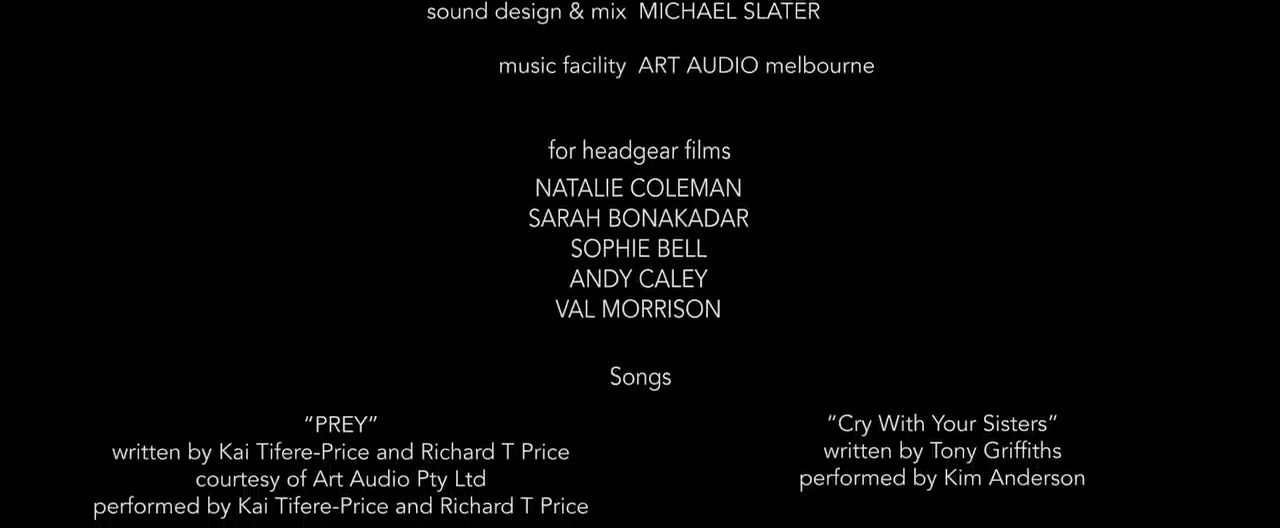 sound design & mix MICHAEL SLATER
music facility ART AUDIO melbourne
for headgear films
NATALIE COLEMAN
SARAH BONAKADAR
SOPHIE BELL
ANDY CALEY
VAL MORRISON
Songs
“PREY”
written by Kai Tifere-Price and Richard T Price
courtesy of Art Audio Pty Ltd
performed by Kai Tifere-Price and Richard T Price
“Cry With Your Sisters”
written by Tony Griffiths
performed by Kim Anderson